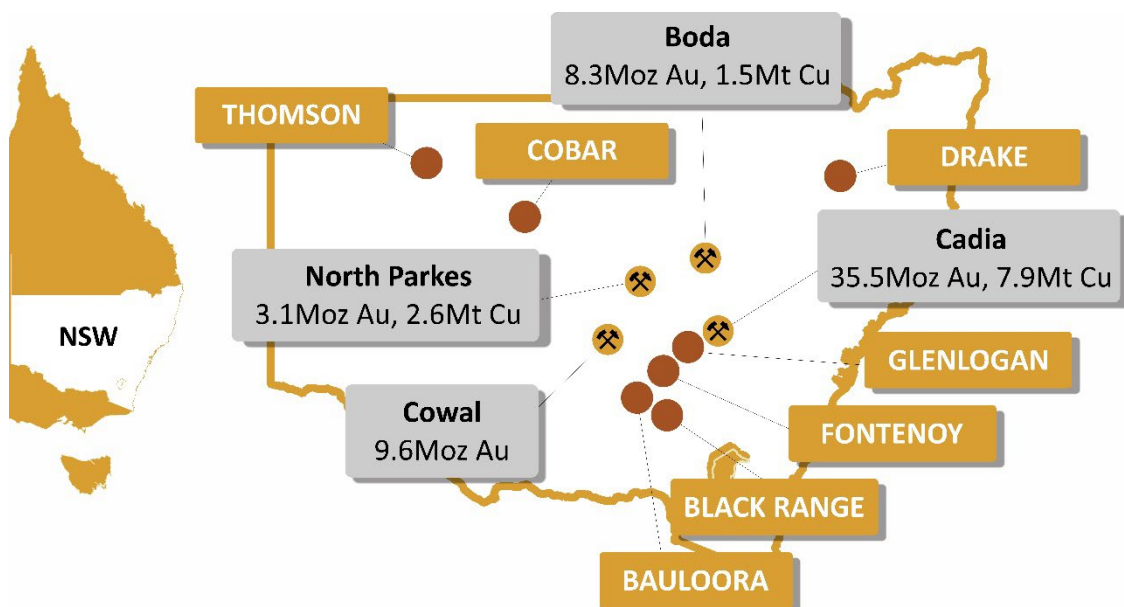 Boda
8.3Moz Au, 1.5Mt Cu
THOMSON
COBAR
DRAKE
Cadia
35.5Moz Au, 7.9Mt Cu
North Parkes
3.1Moz Au, 2.6Mt Cu
NSW
GLENLOGAN
Cowal
9.6Moz Au
FONTENOY
BLACK RANGE
BAULOORA